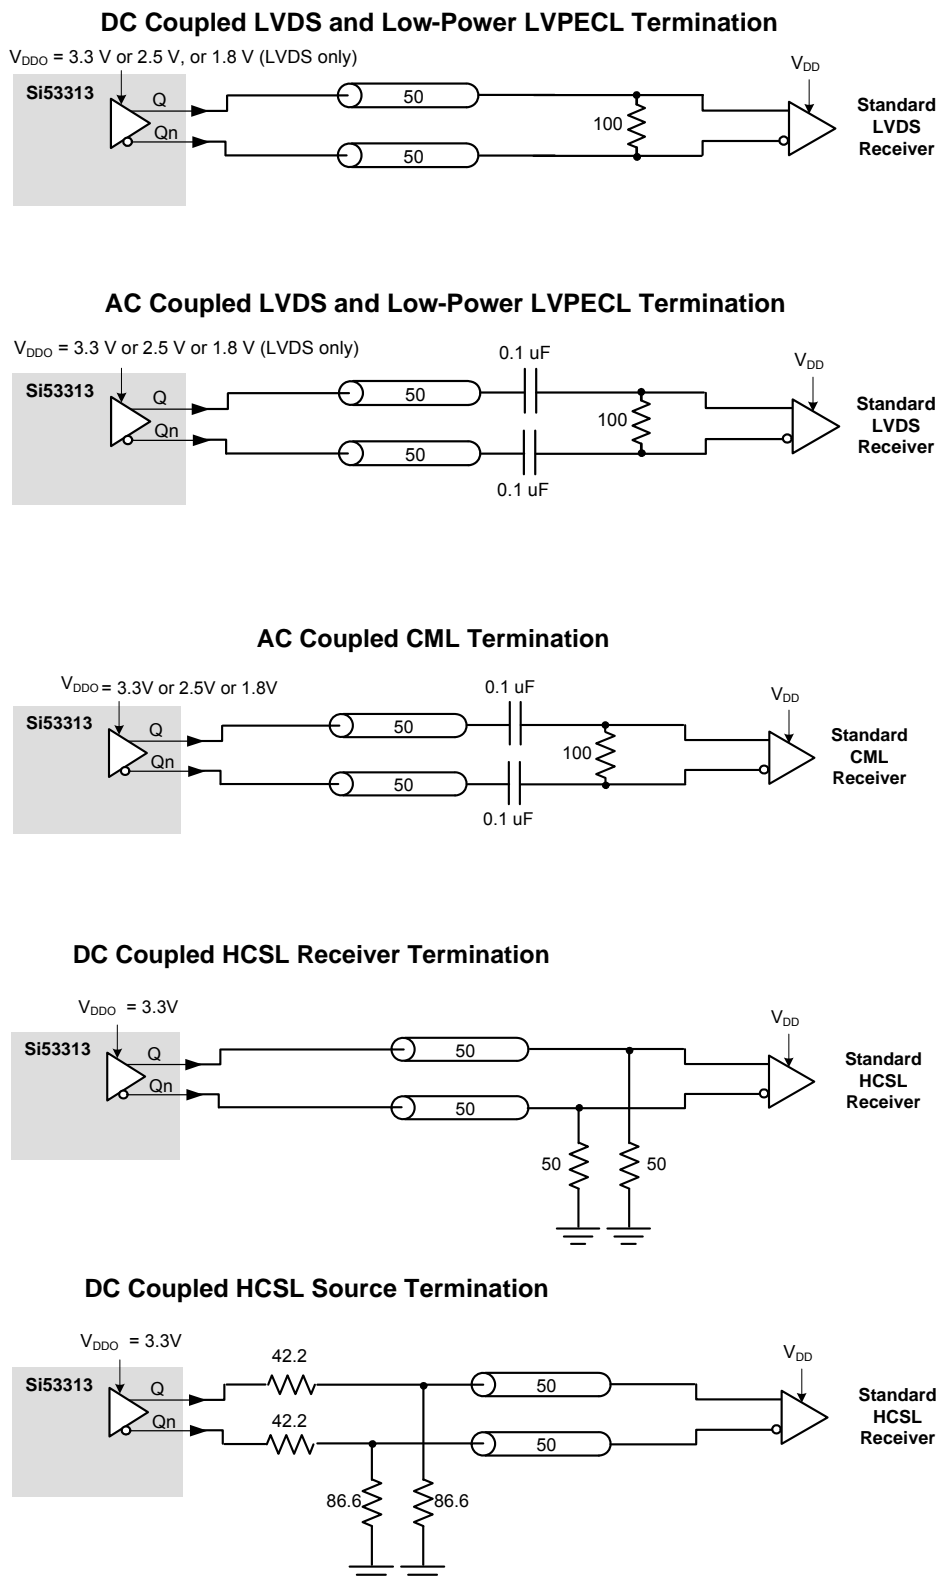 DC Coupled LVDS and Low-Power LVPECL Termination
VDDO = 3.3 V or 2.5 V, or 1.8 V (LVDS only)
VDD
Si53313
Q
50
Standard
LVDS
Receiver
100
Qn
50
AC Coupled LVDS and Low-Power LVPECL Termination
VDDO = 3.3 V or 2.5 V or 1.8 V (LVDS only)
0.1 uF
VDD
Si53313
Q
50
Standard
LVDS
Receiver
100
Qn
50
0.1 uF
AC Coupled CML Termination
VDDO = 3.3V or 2.5V or 1.8V
0.1 uF
VDD
Si53313
Q
50
Standard
CML
Receiver
100
Qn
50
0.1 uF
DC Coupled HCSL Receiver Termination
VDDO = 3.3V
VDD
Si53313
Q
50
Standard
HCSL
Receiver
Qn
50
50
50
DC Coupled HCSL Source Termination
VDDO = 3.3V
42.2
VDD
Si53313
Q
50
Standard
HCSL
Receiver
42.2
Qn
50
86.6
86.6